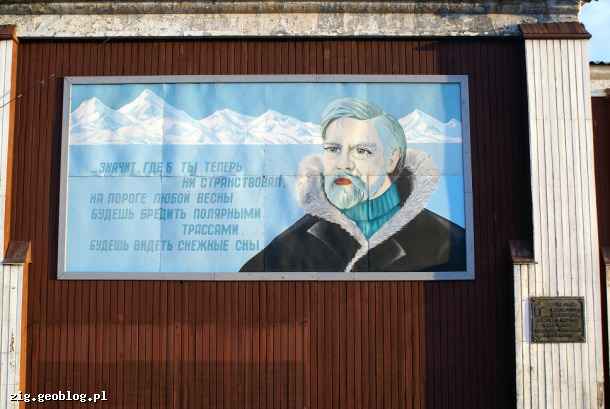 ...ЗНАЧИТ, ГДЕ Б ТЫ ТЕПЕРЬ
НИ СТРАНСТВОВАЛ,
НА ПОРОГЕ ЛЮБОЙ ВЕСНЫ
БУДЕШЬ БРЕДИТЬ ПОЛЯРНЫМИ
ТРАССАМИ,
БУДЕШЬ ВИДЕТЬ СНЕЖНЫЕ СНЫ.
zig.geoblog.pl